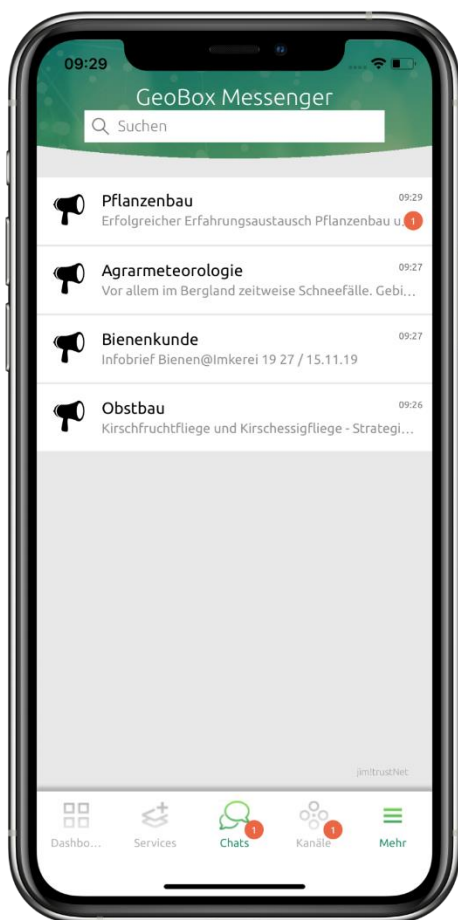 09:29
GeoBox Messenger
Suchen
Pflanzenbau 09:29
Erfolgreicher Erfahrungsaustausch Pflanzenbau u. 1
Agrarmeteorologie 09:27
Vor allem im Bergland zeitweise Schneefälle. Gebi...
Bienenkunde 09:27
Infobrief Bienen@Imkerei 19 27 / 15.11.19
Obstbau 09:26
Kirschfruchtfliege und Kirschessigfliege - Strategi...
jimItrustNet
1 1
Dashbo... Services Chats Kanäle Mehr